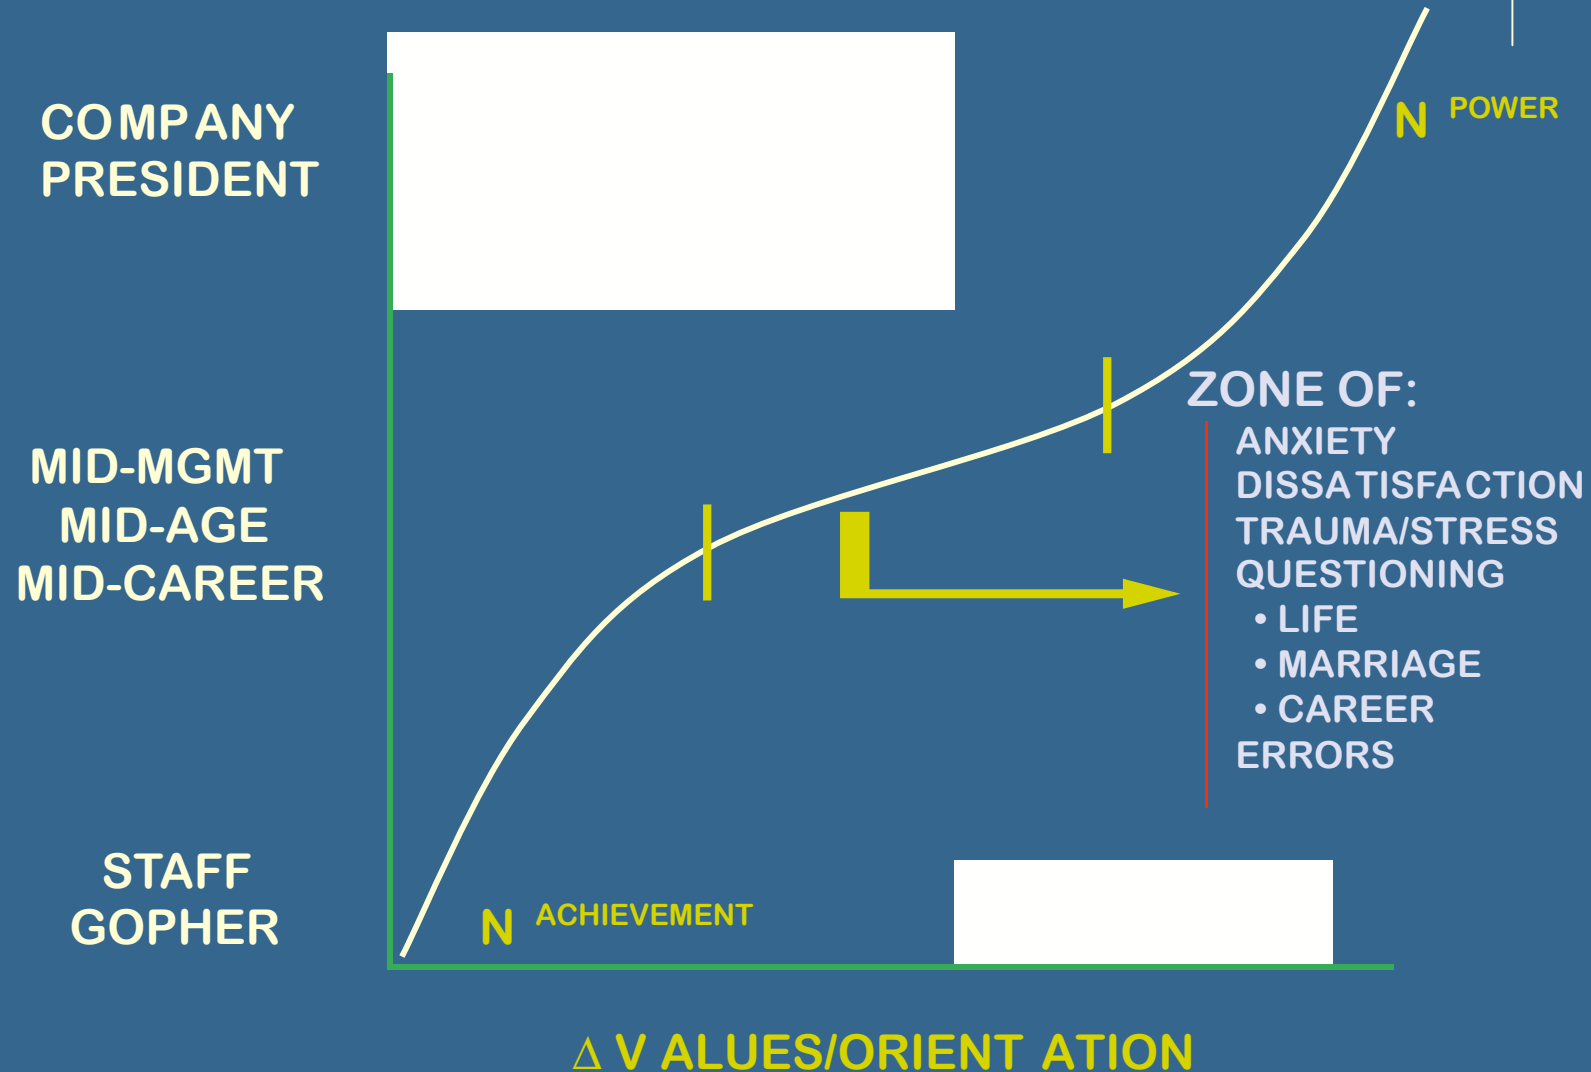 COMPANY
PRESIDENT
N POWER
MID-MGMT
MID-AGE
MID-CAREER
ZONE OF:
ANXIETY
DISSATISFACTION
TRAUMA/STRESS
QUESTIONING
• LIFE
• MARRIAGE
• CAREER
ERRORS
STAFF
GOPHER
N ACHIEVEMENT
Δ VALUES/ORIENTATION